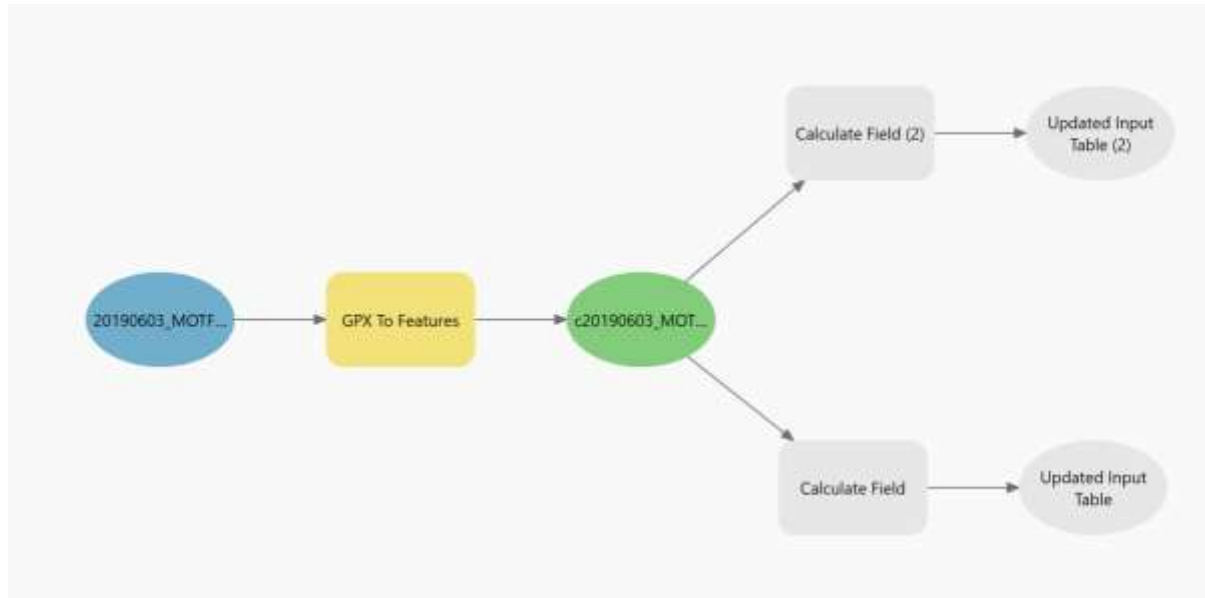 Calculate Field (2)
Updated Input
Table (2)
20190603_MOTF...
GPX To Features
c20190603_MOT...
Calculate Field
Updated Input
Table